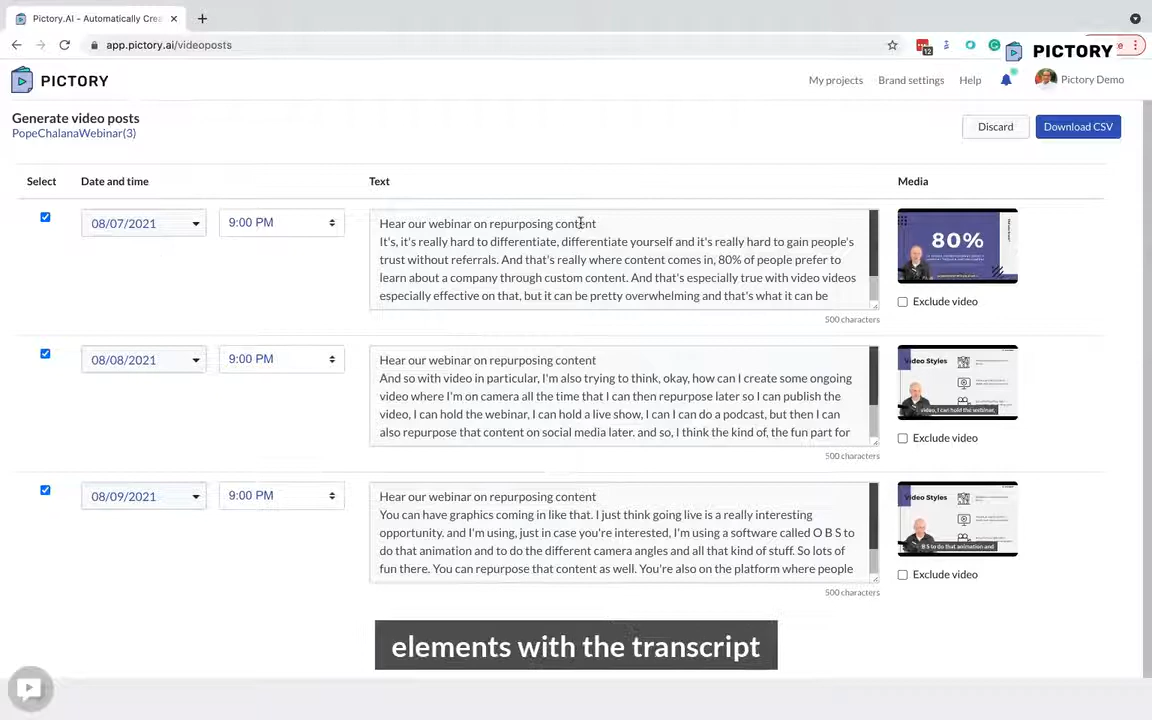 Pictory.AI - Automatically Crea
app.pictory.ai/videoposts
12
PICTORY
PICTORY
My projects
Brand settings
Help
Pictory Demo
Generate video posts
PopeChalanaWebinar(3)
Discard
Download CSV
Select
Date and time
Text
Media
08/07/2021
9:00 PM
Hear our webinar on repurposing content
It's, it's really hard to differentiate, differentiate yourself and it's really hard to gain people's
trust without referrals. And that's really where content comes in, 80% of people prefer to
learn about a company through custom content. And that's especially true with video videos
especially effective on that, but it can be pretty overwhelming and that's what it can be
500 characters
80%
Exclude video
08/08/2021
9:00 PM
Hear our webinar on repurposing content
And so with video in particular, I'm also trying to think, okay, how can I create some ongoing
video where I'm on camera all the time that I can then repurpose later so I can publish the
video, I can hold the webinar, I can hold a live show, I can I can do a podcast, but then I can
also repurpose that content on social media later. and so, I think the kind of, the fun part for
500 characters
Video Styles
video, I can hold the webinar,
Exclude video
08/09/2021
9:00 PM
Hear our webinar on repurposing content
You can have graphics coming in like that. I just think going live is a really interesting
opportunity. and I'm using, just in case you're interested, I'm using a software called O B S to
do that animation and to do the different camera angles and all that kind of stuff. So lots of
fun there. You can repurpose that content as well. You're also on the platform where people
500 characters
Video Styles
B S to do that animation and
Exclude video
elements with the transcript